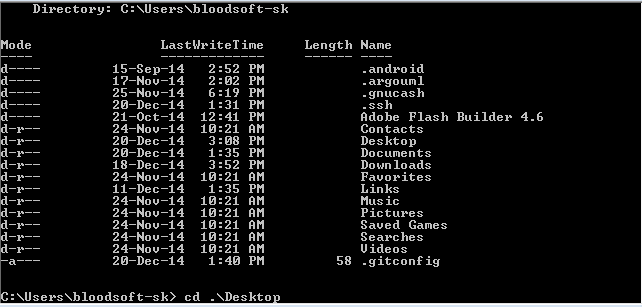 Directory: C:\Users\bloodsoft-sk
Mode                LastWriteTime     Length Name
----                -------------     ------ ----
d----         15-Sep-14   2:52 PM            .android
d----         17-Nov-14   2:02 PM            .argouml
d----         25-Nov-14   6:19 PM            .gnucash
d----         20-Dec-14   1:31 PM            .ssh
d----         21-Oct-14  12:41 PM            Adobe Flash Builder 4.6
d-r--         24-Nov-14  10:21 AM            Contacts
d-r--         20-Dec-14   3:08 PM            Desktop
d-r--         20-Dec-14   1:35 PM            Documents
d-r--         18-Dec-14   3:52 PM            Downloads
d-r--         24-Nov-14  10:21 AM            Favorites
d-r--         11-Dec-14   1:35 PM            Links
d-r--         24-Nov-14  10:21 AM            Music
d-r--         24-Nov-14  10:21 AM            Pictures
d-r--         24-Nov-14  10:21 AM            Saved Games
d-r--         24-Nov-14  10:21 AM            Searches
d-r--         24-Nov-14  10:21 AM            Videos
-a---         20-Dec-14   1:40 PM         58 .gitconfig
C:\Users\bloodsoft-sk> cd .\Desktop